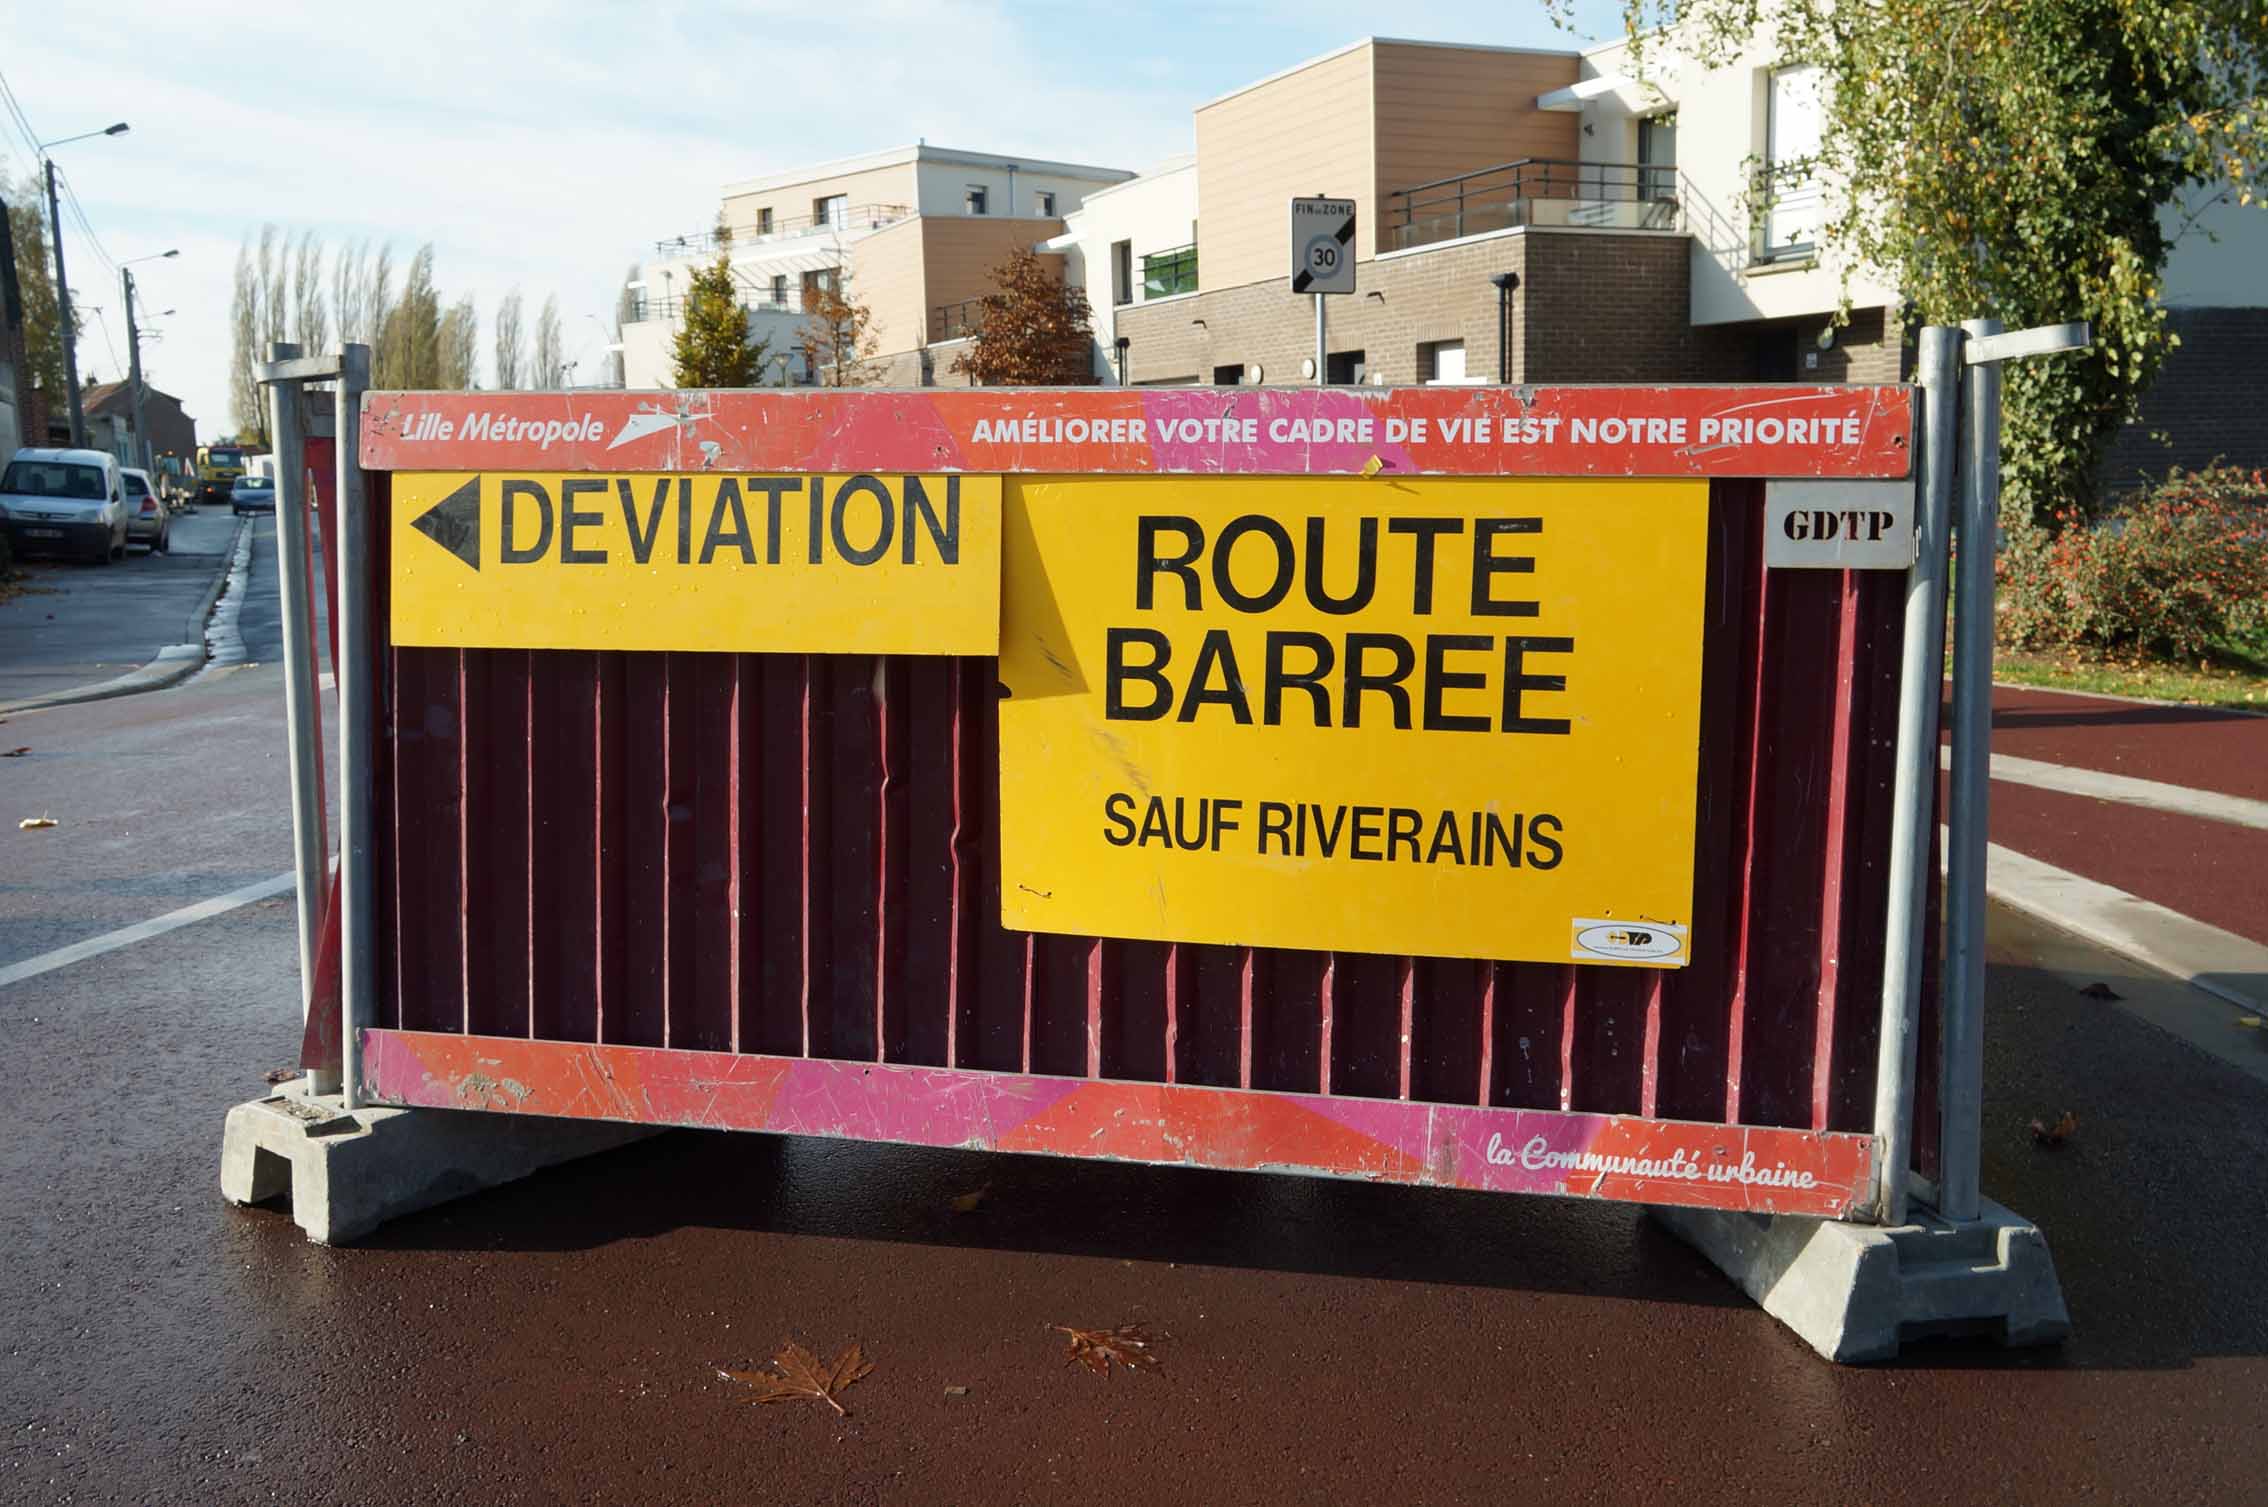 FIN DE ZONE
30
Lille Métropole
AMÉLIORER VOTRE CADRE DE VIE EST NOTRE PRIORITÉ
DEVIATION
ROUTE
BARREE
SAUF RIVERAINS
GDTP
la Communauté urbaine